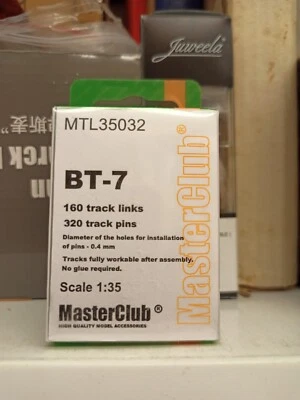 Juweela
MTL35032
BT-7
160 track links
320 track pins
Diameter of the holes for installation
of pins - 0.4 mm
Tracks fully workable after assembly.
No glue required.
Scale 1:35
MasterClub®
HIGH QUALITY MODEL ACCESSORIES
MasterClub®
斯麦”